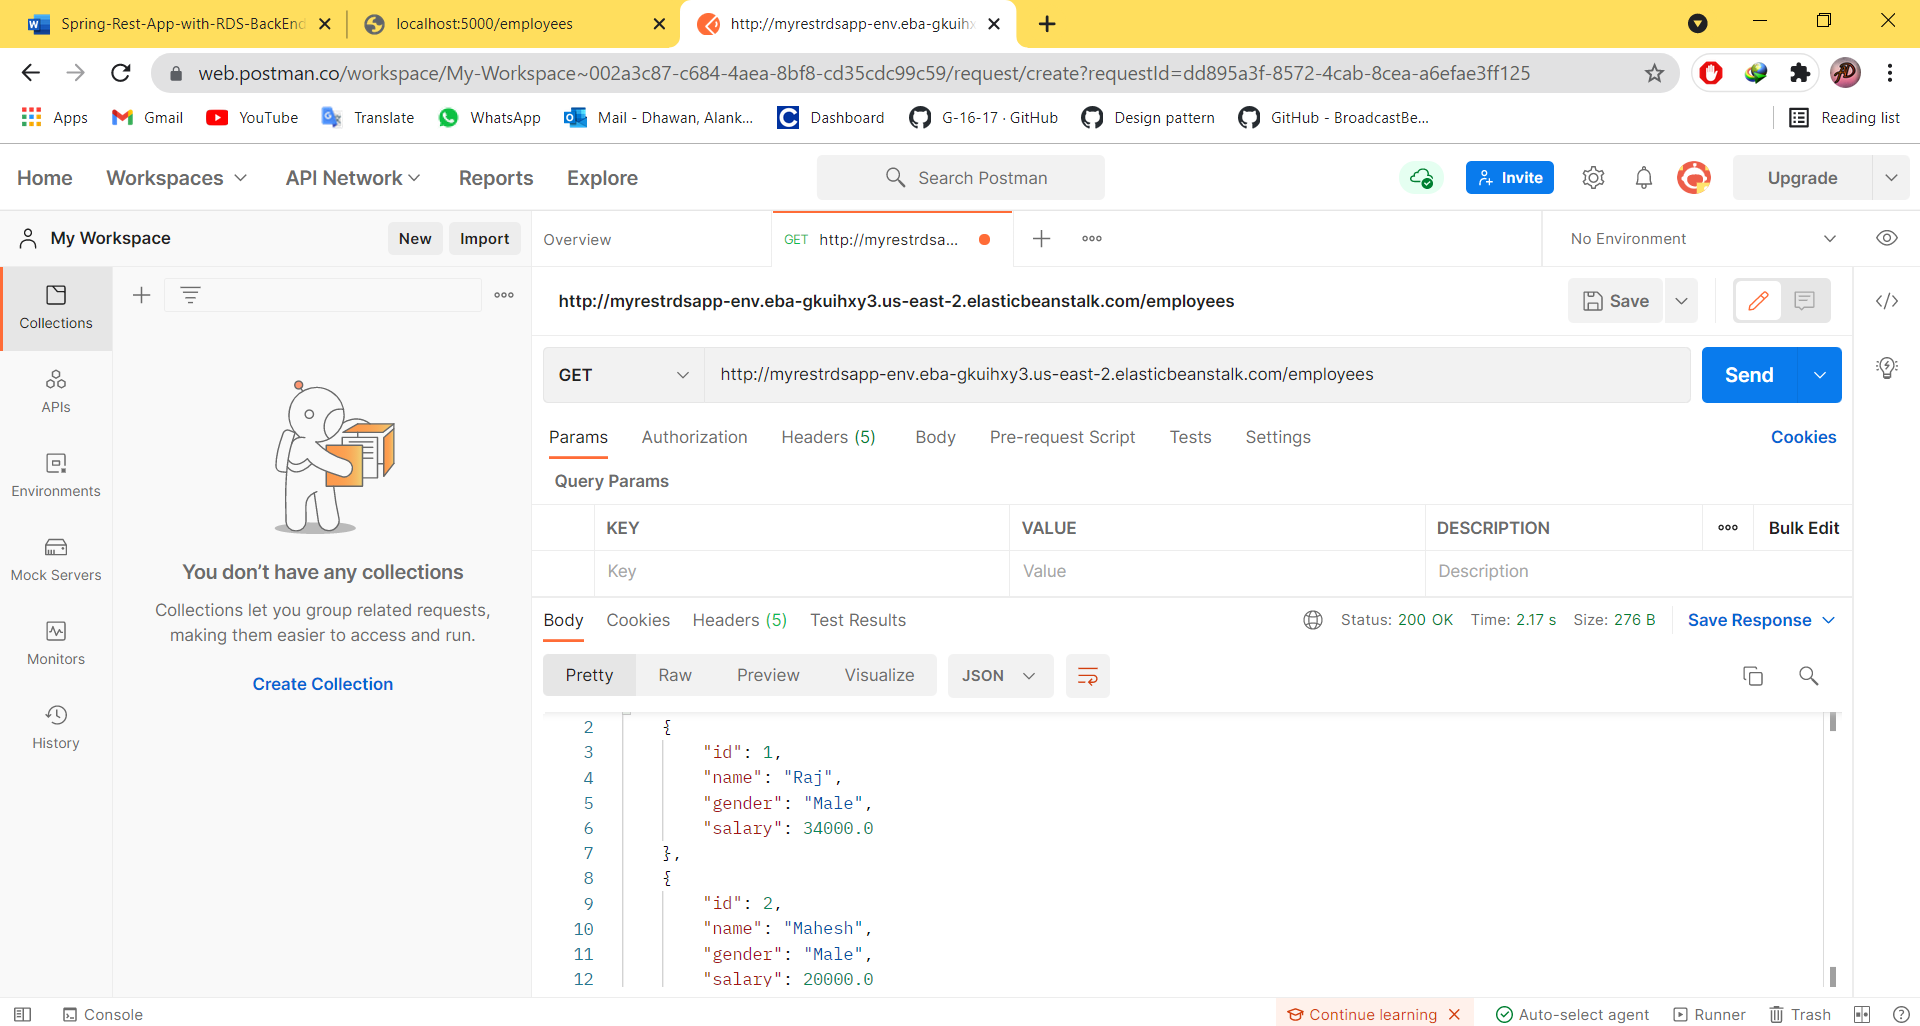 Spring-Rest-App-with-RDS-BackEnd
localhost:5000/employees
http://myrestrdsapp-env.eba-gkuihx
web.postman.co/workspace/My-Workspace~002a3c87-c684-4aea-8bf8-cd35cdc99c59/request/create?requestId=dd895a3f-8572-4cab-8cea-a6efae3ff125
Apps Gmail YouTube Translate WhatsApp Mail - Dhawan, Alank... Dashboard G-16-17 · GitHub Design pattern GitHub - BroadcastBe... Reading list
Home Workspaces API Network Reports Explore Search Postman Invite Upgrade
My Workspace New Import
Overview GET http://myrestrdsa... No Environment
Collections
APIs
Environments
Mock Servers
Monitors
History
You don't have any collections
Collections let you group related requests,
making them easier to access and run.
Create Collection
http://myrestrdsapp-env.eba-gkuihxy3.us-east-2.elasticbeanstalk.com/employees Save
GET http://myrestrdsapp-env.eba-gkuihxy3.us-east-2.elasticbeanstalk.com/employees Send
Params Authorization Headers (5) Body Pre-request Script Tests Settings Cookies
Query Params
KEY VALUE DESCRIPTION Bulk Edit
Key Value Description
Body Cookies Headers (5) Test Results Status: 200 OK Time: 2.17 s Size: 276 B Save Response
Pretty Raw Preview Visualize JSON
2 {
3 "id": 1,
4 "name": "Raj",
5 "gender": "Male",
6 "salary": 34000.0
7 },
8 {
9 "id": 2,
10 "name": "Mahesh",
11 "gender": "Male",
12 "salary": 20000.0
Console Continue learning Auto-select agent Runner Trash